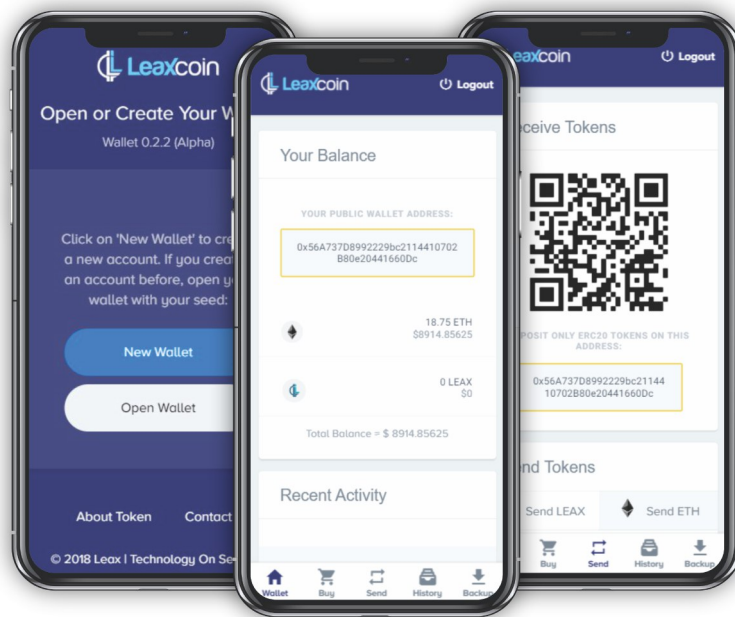 Leaxcoin
Open or Create Your W
Wallet 0.2.2 (Alpha)
Click on 'New Wallet' to cre
a new account. If you crea
an account before, open y
wallet with your seed:
New Wallet
Open Wallet
About Token Contact
© 2018 Leax | Technology On Se
Leaxcoin Logout
Your Balance
YOUR PUBLIC WALLET ADDRESS:
0x56A737D8992229bc2114410702
B80e20441660Dc
18.75 ETH
$8914.85625
0 LEAX
$0
Total Balance = $ 8914.85625
Recent Activity
Wallet Buy Send History Backup
eaxcoin Logout
ceive Tokens
POSIT ONLY ERC20 TOKENS ON THIS
ADDRESS:
0x56A737D8992229bc21144
10702B80e20441660Dc
nd Tokens
Send LEAX Send ETH
Buy Send History Backup